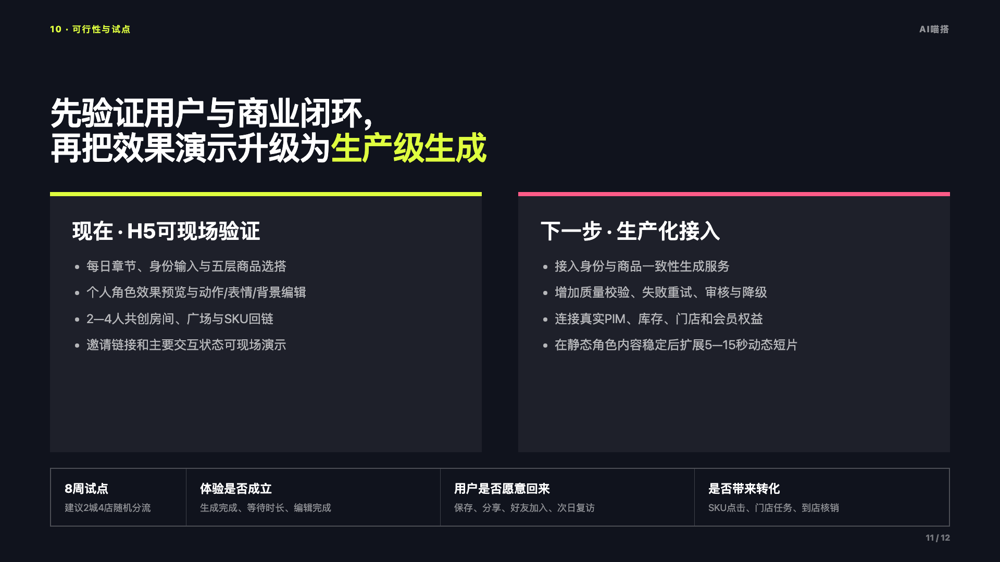 10 · 可行性与试点
AI喵搭
先验证用户与商业闭环，
再把效果演示升级为生产级生成
现在 · H5可现场验证
• 每日章节、身份输入与五层商品选搭
• 个人角色效果预览与动作/表情/背景编辑
• 2—4人共创房间、广场与SKU回链
• 邀请链接和主要交互状态可现场演示
下一步 · 生产化接入
• 接入身份与商品一致性生成服务
• 增加质量校验、失败重试、审核与降级
• 连接真实PIM、库存、门店和会员权益
• 在静态角色内容稳定后扩展5—15秒动态短片
8周试点
建议2城4店随机分流
体验是否成立
生成完成、等待时长、编辑完成
用户是否愿意回来
保存、分享、好友加入、次日复访
是否带来转化
SKU点击、门店任务、到店核销
11 / 12